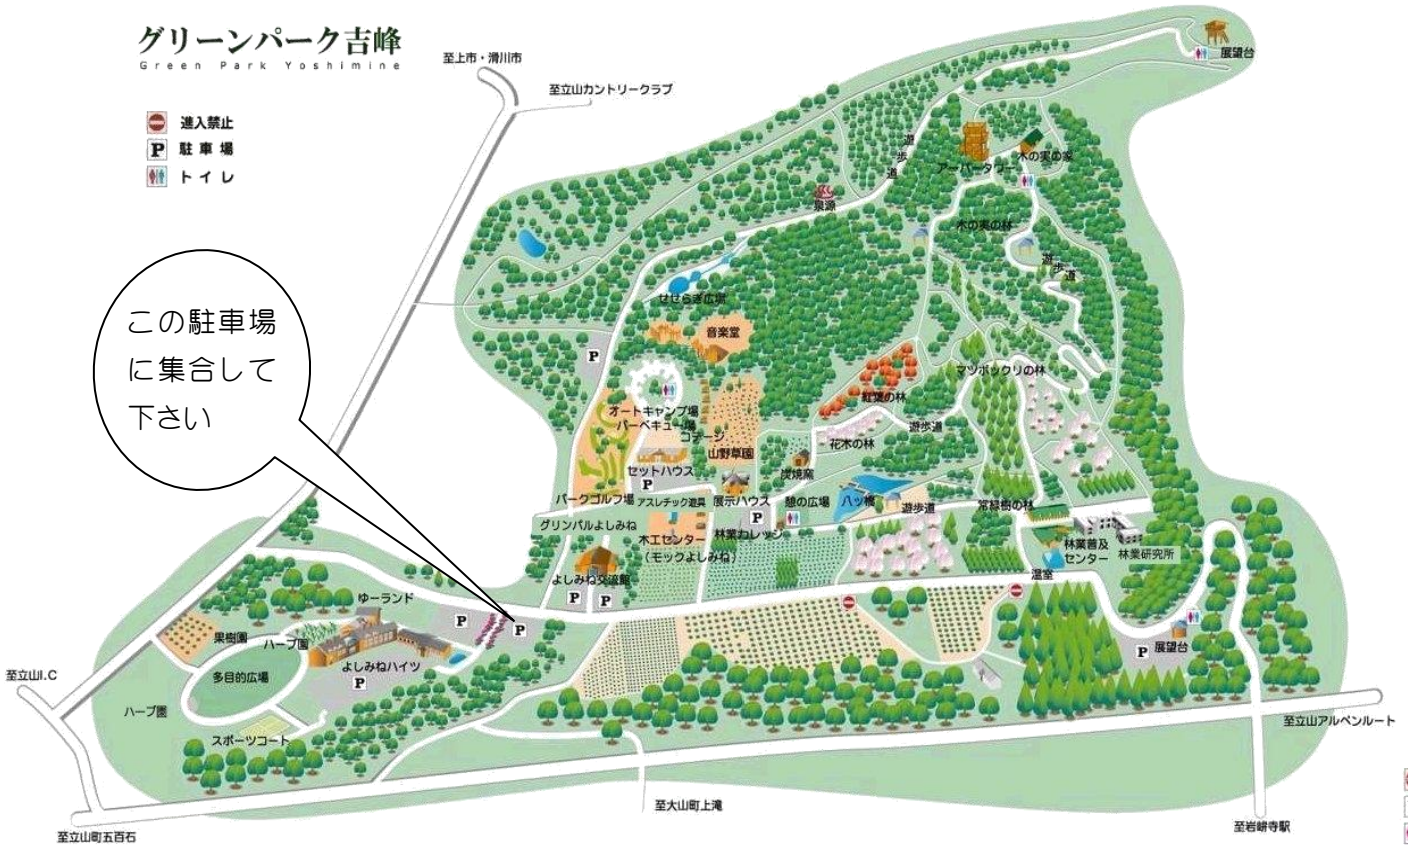 グリーンパーク吉峰
Green Park Yoshimine
進入禁止
P 駐車場
トイレ
至上市・滑川市
至立山カントリークラブ
展望台
遊歩道
アーバータワー
木の実の家
泉源
木の実の林
遊歩道
せせらぎ広場
音楽堂
この駐車場
に集合して
下さい
P
マツボックリの林
紅葉の林
オートキャンプ場
バーベキュー場
コテージ
遊歩道
花木の林
山野草園
セットハウス
炭焼窯
P
パークゴルフ場
アスレチック遊具
展示ハウス
憩の広場
八ッ橋
遊歩道
常緑樹の林
P
グリンパルよしみね
木工センター
(モックよしみね)
林業カレッジ
林業普及
センター
林業研究所
温室
よしみね交流館
P
P
ゆーランド
P
P
果樹園
ハーブ園
よしみねハイツ
P
多目的広場
展望台
P
至立山I.C
ハーブ園
スポーツコート
至立山アルペンルート
至大山町上滝
至岩峅寺駅
至立山町五百石